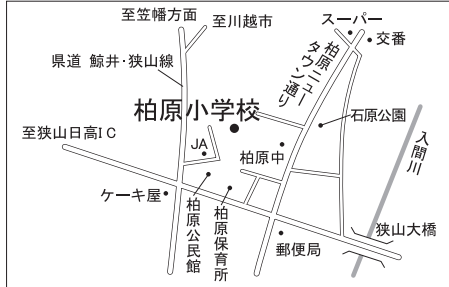 至笠幡方面
至川越市
スーパー
交番
県道 鯨井・狭山線
柏原ニュータウン通り
柏原小学校
石原公園
至狭山日高IC
JA
柏原中
入間川
ケーキ屋
柏原公民館
柏原保育所
郵便局
狭山大橋